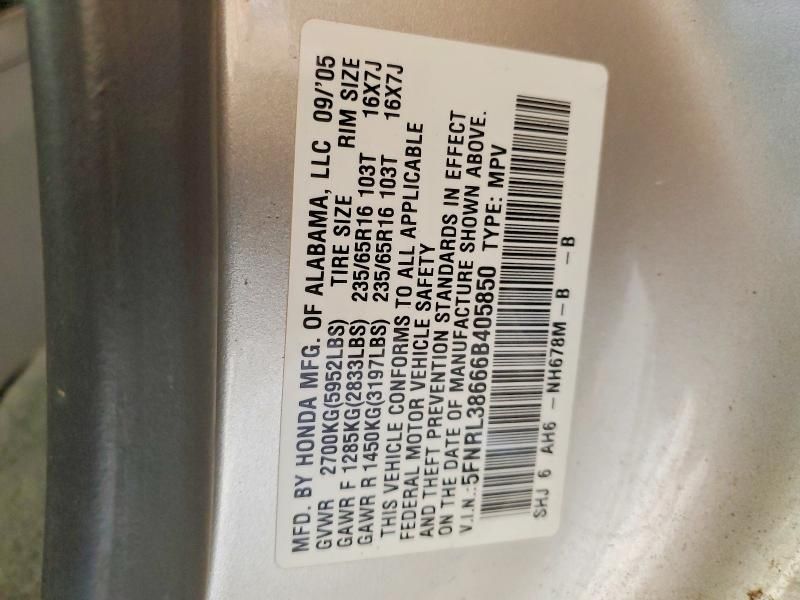 MFD. BY HONDA MFG. OF ALABAMA, LLC 09/'05
GVWR 2700KG(5952LBS) TIRE SIZE RIM SIZE
GAWR F 1285KG(2833LBS) 235/65R16 103T 16X7J
GAWR R 1450KG(3197LBS) 235/65R16 103T 16X7J
THIS VEHICLE CONFORMS TO ALL APPLICABLE
FEDERAL MOTOR VEHICLE SAFETY
AND THEFT PREVENTION STANDARDS IN EFFECT
ON THE DATE OF MANUFACTURE SHOWN ABOVE.
V.I.N.:5FNRL38666B405850 TYPE: MPV
SHJ 6 AH6 - NH678M - B - B